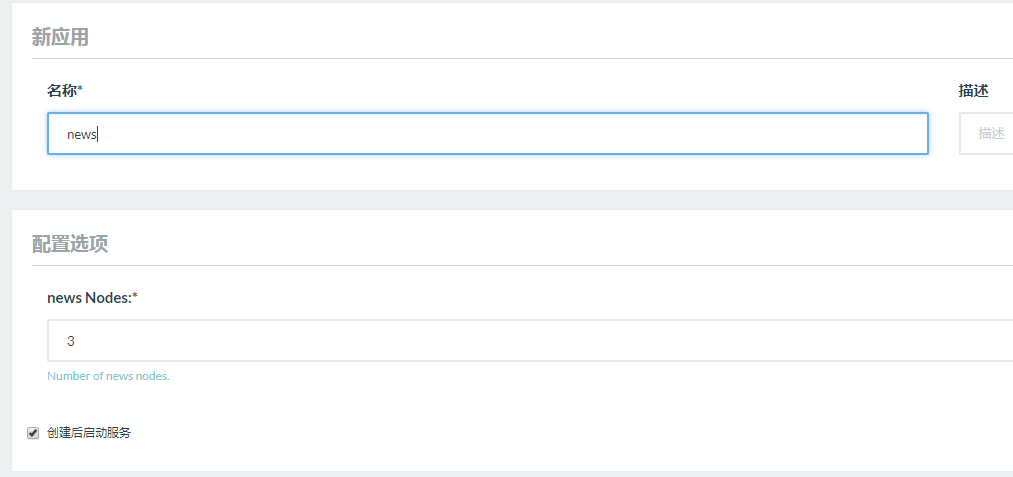 新应用
名称*
描述
news
描述
配置选项
news Nodes:*
3
Number of news nodes.
创建后启动服务